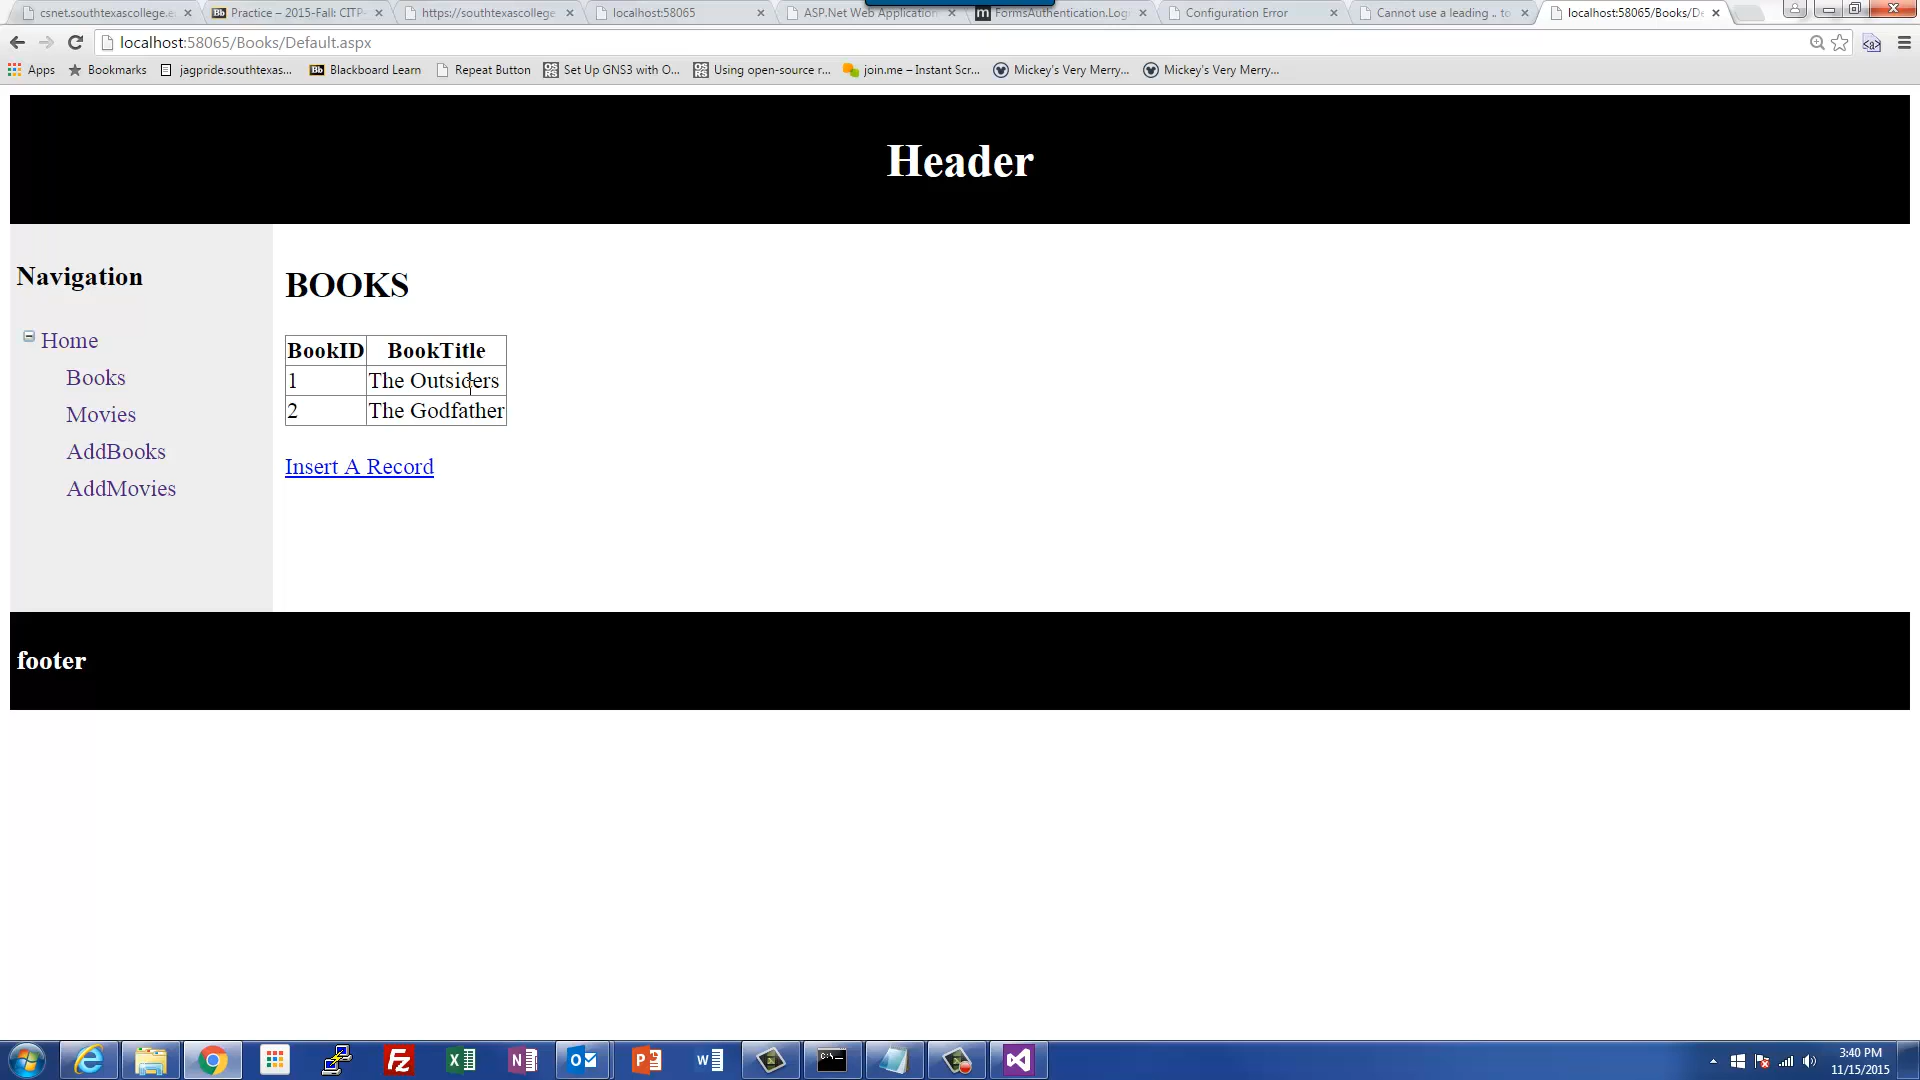 csnet.southtexascollege.e
Practice – 2015-Fall: CITP
https://southtexascollege
localhost:58065
ASP.Net Web Application
FormsAuthentication.Log
Configuration Error
Cannot use a leading .. to
localhost:58065/Books/De
localhost:58065/Books/Default.aspx
Apps
Bookmarks
jagpride.southtexas...
Blackboard Learn
Repeat Button
Set Up GNS3 with O...
Using open-source r...
join.me – Instant Scr...
Mickey's Very Merry...
Mickey's Very Merry...
Header
Navigation
Home
Books
Movies
AddBooks
AddMovies
BOOKS
BookID BookTitle
1 The Outsiders
2 The Godfather
Insert A Record
footer
3:40 PM
11/15/2015